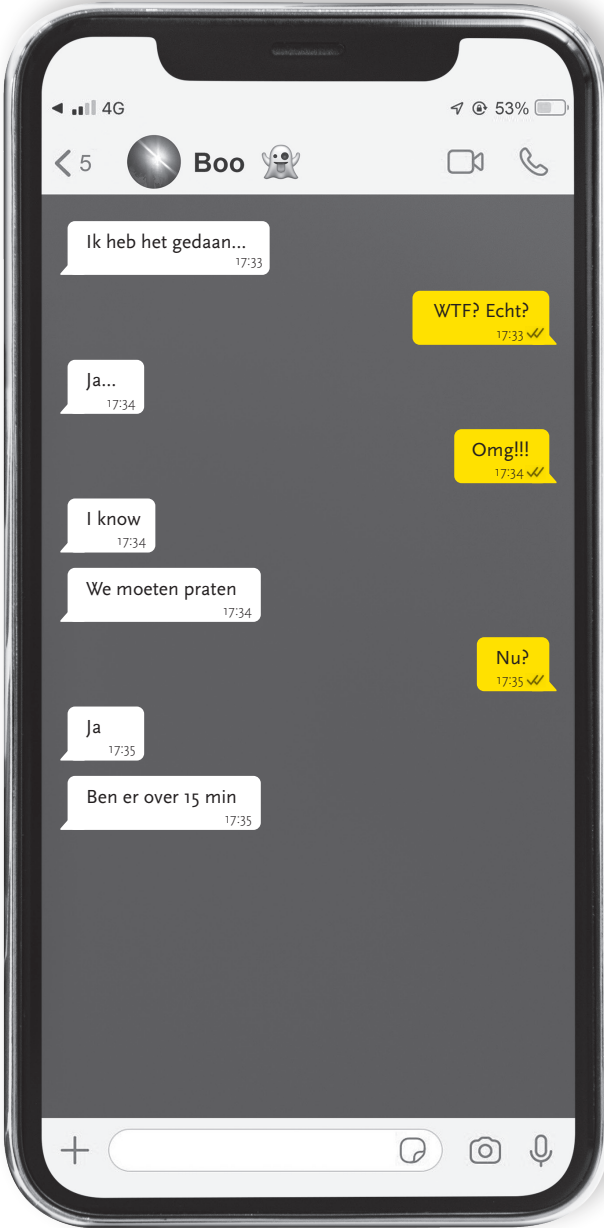 4G
53%
5 Boo 👻
Ik heb het gedaan...
17:33
WTF? Echt?
17:33
Ja...
17:34
Omg!!!
17:34
I know
17:34
We moeten praten
17:34
Nu?
17:35
Ja
17:35
Ben er over 15 min
17:35